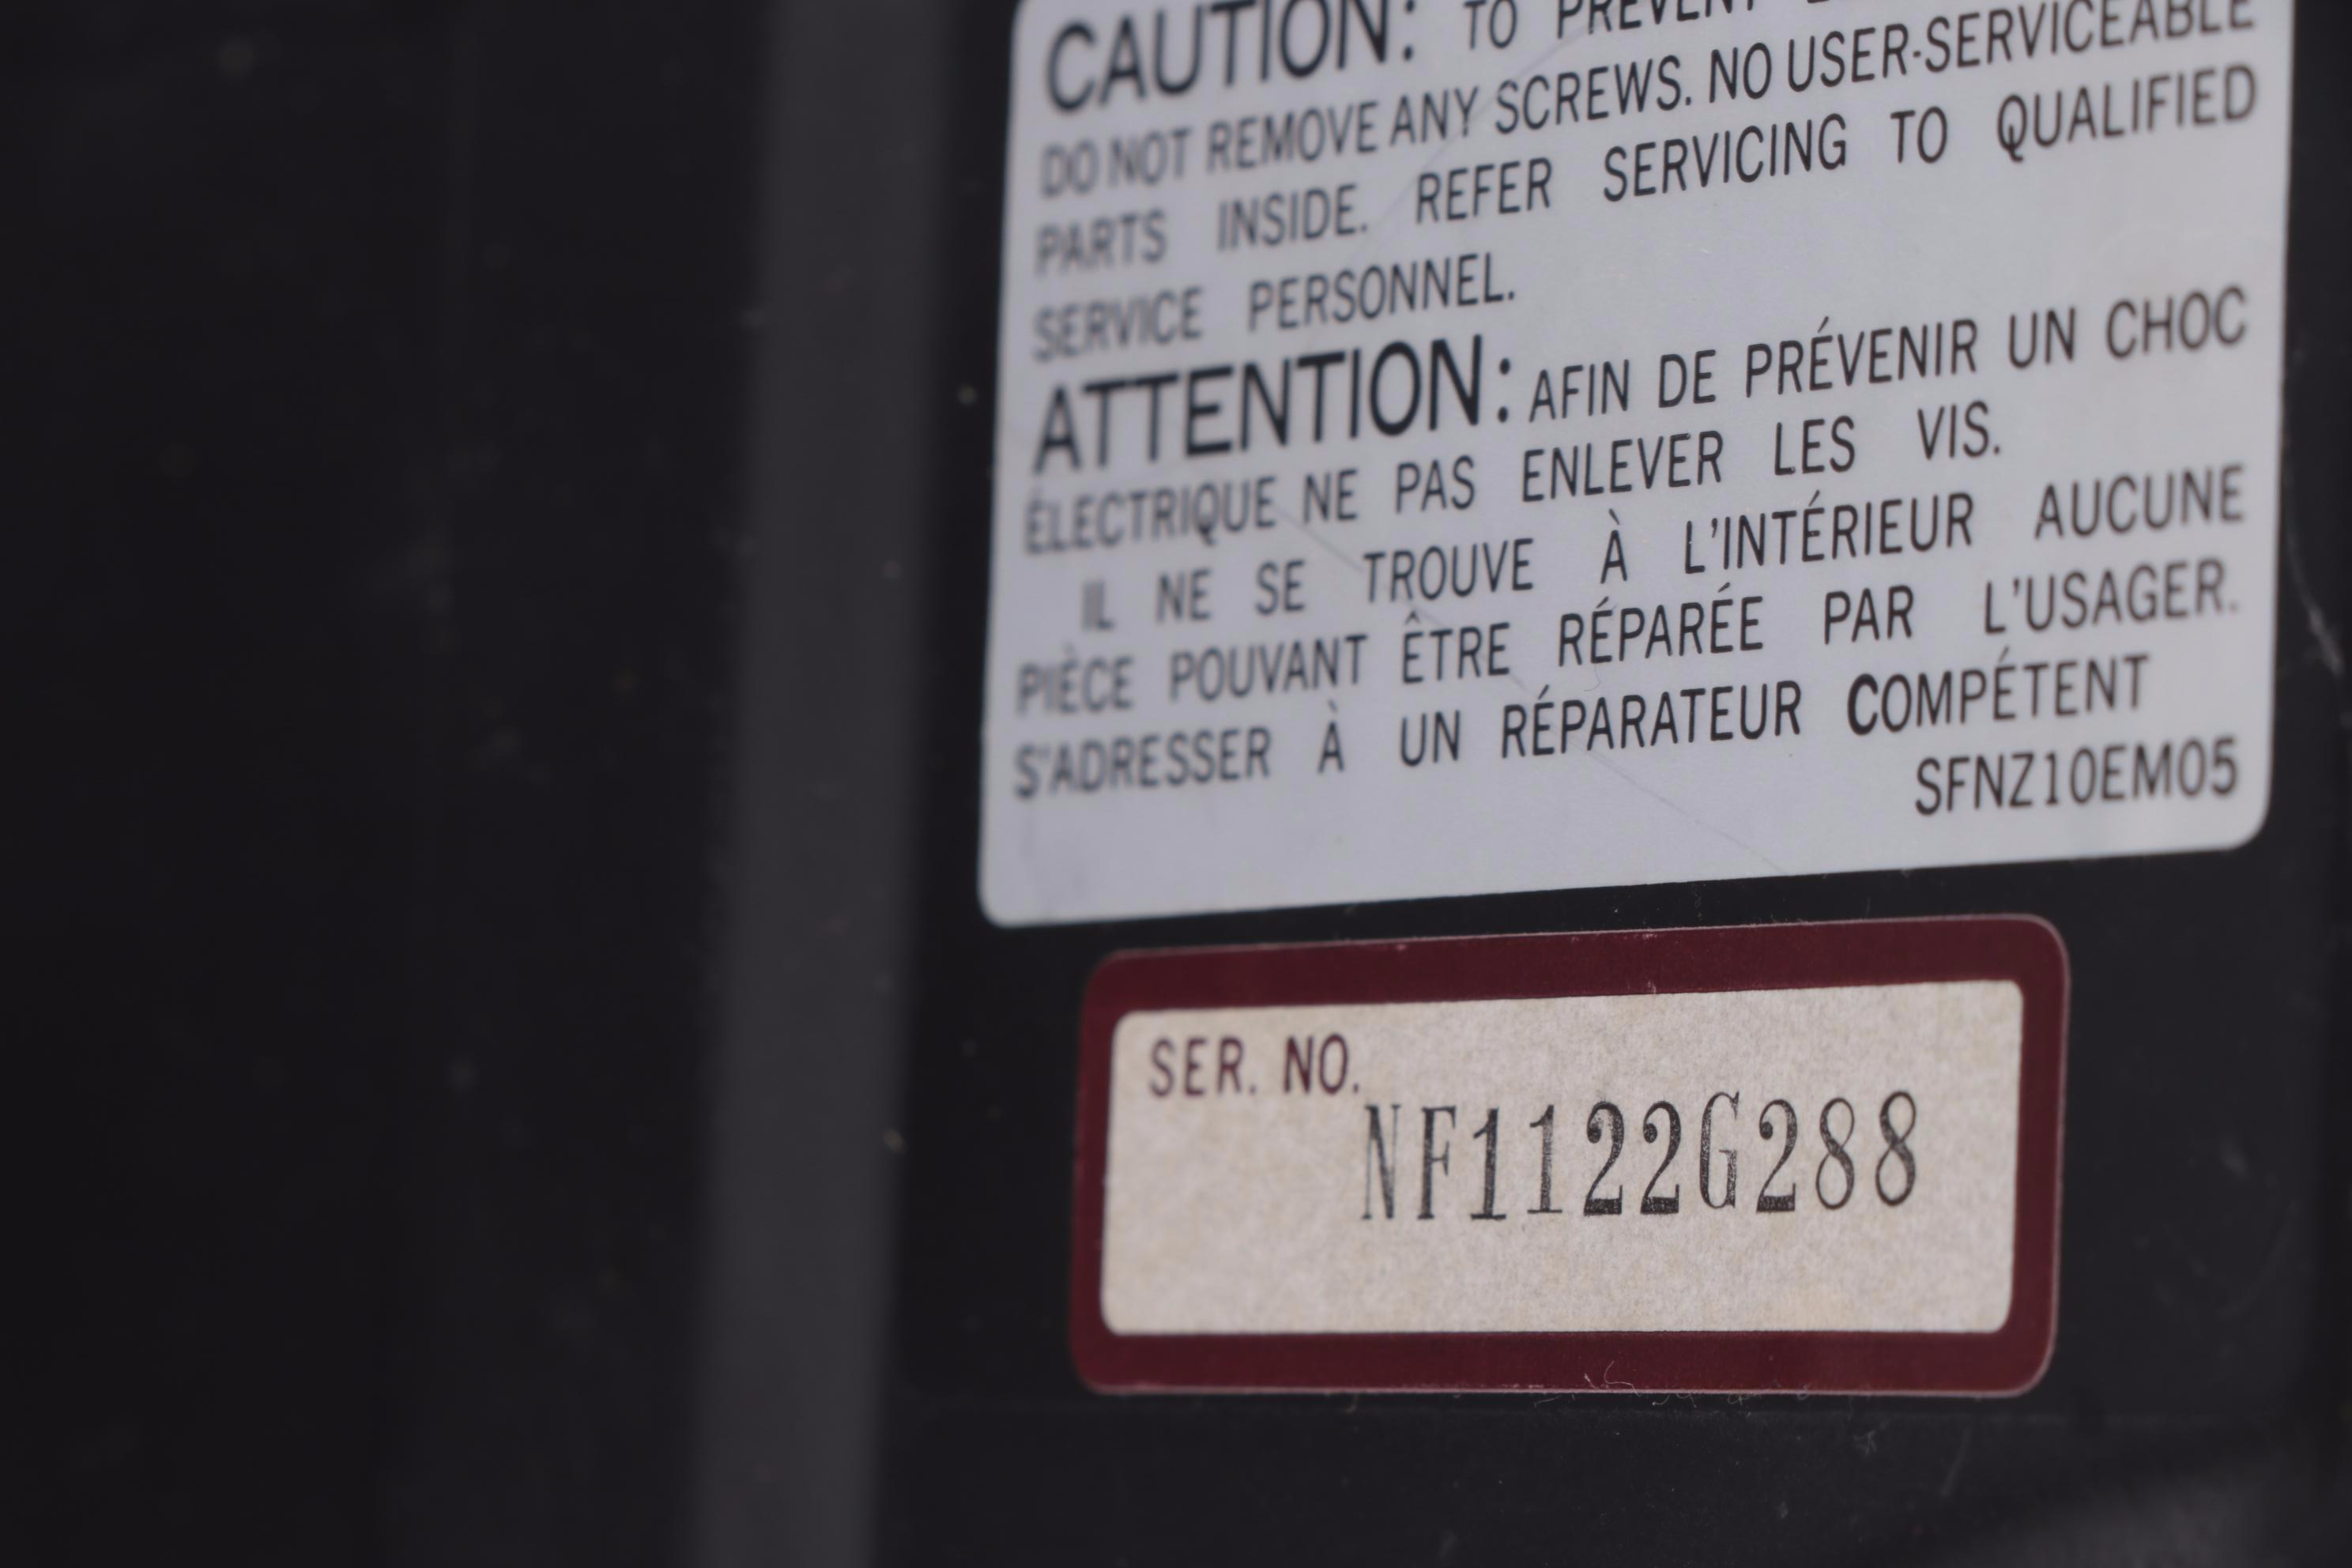 CAUTION: TO PREVENT
DO NOT REMOVE ANY SCREWS. NO USER-SERVICEABLE
PARTS INSIDE. REFER SERVICING TO QUALIFIED
SERVICE PERSONNEL.
ATTENTION: AFIN DE PRÉVENIR UN CHOC
ÉLECTRIQUE NE PAS ENLEVER LES VIS.
IL NE SE TROUVE À L'INTÉRIEUR AUCUNE
PIÈCE POUVANT ÊTRE RÉPARÉE PAR L'USAGER.
S'ADRESSER À UN RÉPARATEUR COMPÉTENT
SFNZ10EM05
SER. NO.
NF1122G288